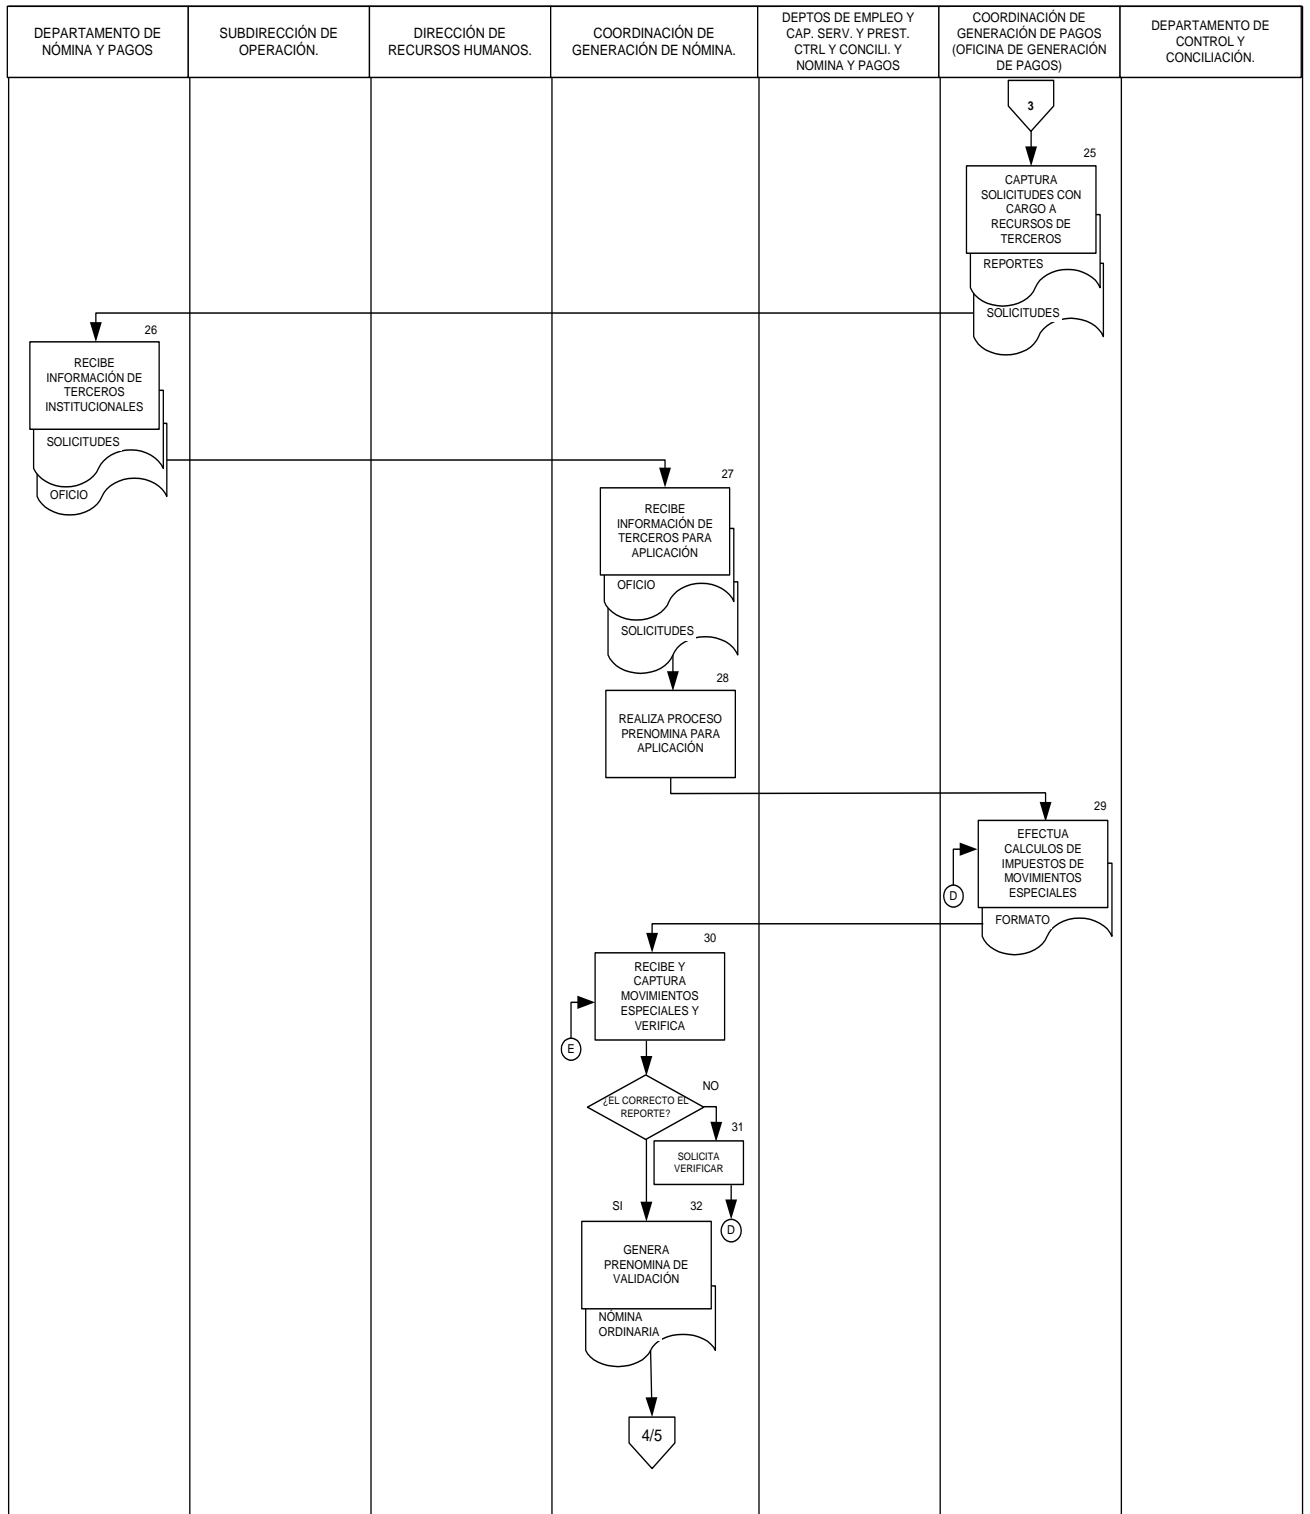 DEPARTAMENTO DE
NÓMINA Y PAGOS
SUBDIRECCIÓN DE
OPERACIÓN.
DIRECCIÓN DE
RECURSOS HUMANOS.
COORDINACIÓN DE
GENERACIÓN DE NÓMINA.
DEPTOS DE EMPLEO Y
CAP. SERV. Y PREST.
CTRL Y CONCILI. Y
NOMINA Y PAGOS
COORDINACIÓN DE
GENERACIÓN DE PAGOS
(OFICINA DE GENERACIÓN
DE PAGOS)
DEPARTAMENTO DE
CONTROL Y
CONCILIACIÓN.
3
25
CAPTURA
SOLICITUDES CON
CARGO A
RECURSOS DE
TERCEROS
REPORTES
SOLICITUDES
26
RECIBE
INFORMACIÓN DE
TERCEROS
INSTITUCIONALES
SOLICITUDES
OFICIO
27
RECIBE
INFORMACIÓN DE
TERCEROS PARA
APLICACIÓN
OFICIO
SOLICITUDES
28
REALIZA PROCESO
PRENOMINA PARA
APLICACIÓN
29
EFECTUA
CALCULOS DE
IMPUESTOS DE
MOVIMIENTOS
ESPECIALES
D
FORMATO
30
RECIBE Y
CAPTURA
MOVIMIENTOS
ESPECIALES Y
VERIFICA
E
¿EL CORRECTO EL
REPORTE?
NO
31
SOLICITA
VERIFICAR
D
SI
32
GENERA
PRENOMINA DE
VALIDACIÓN
NÓMINA
ORDINARIA
4/5